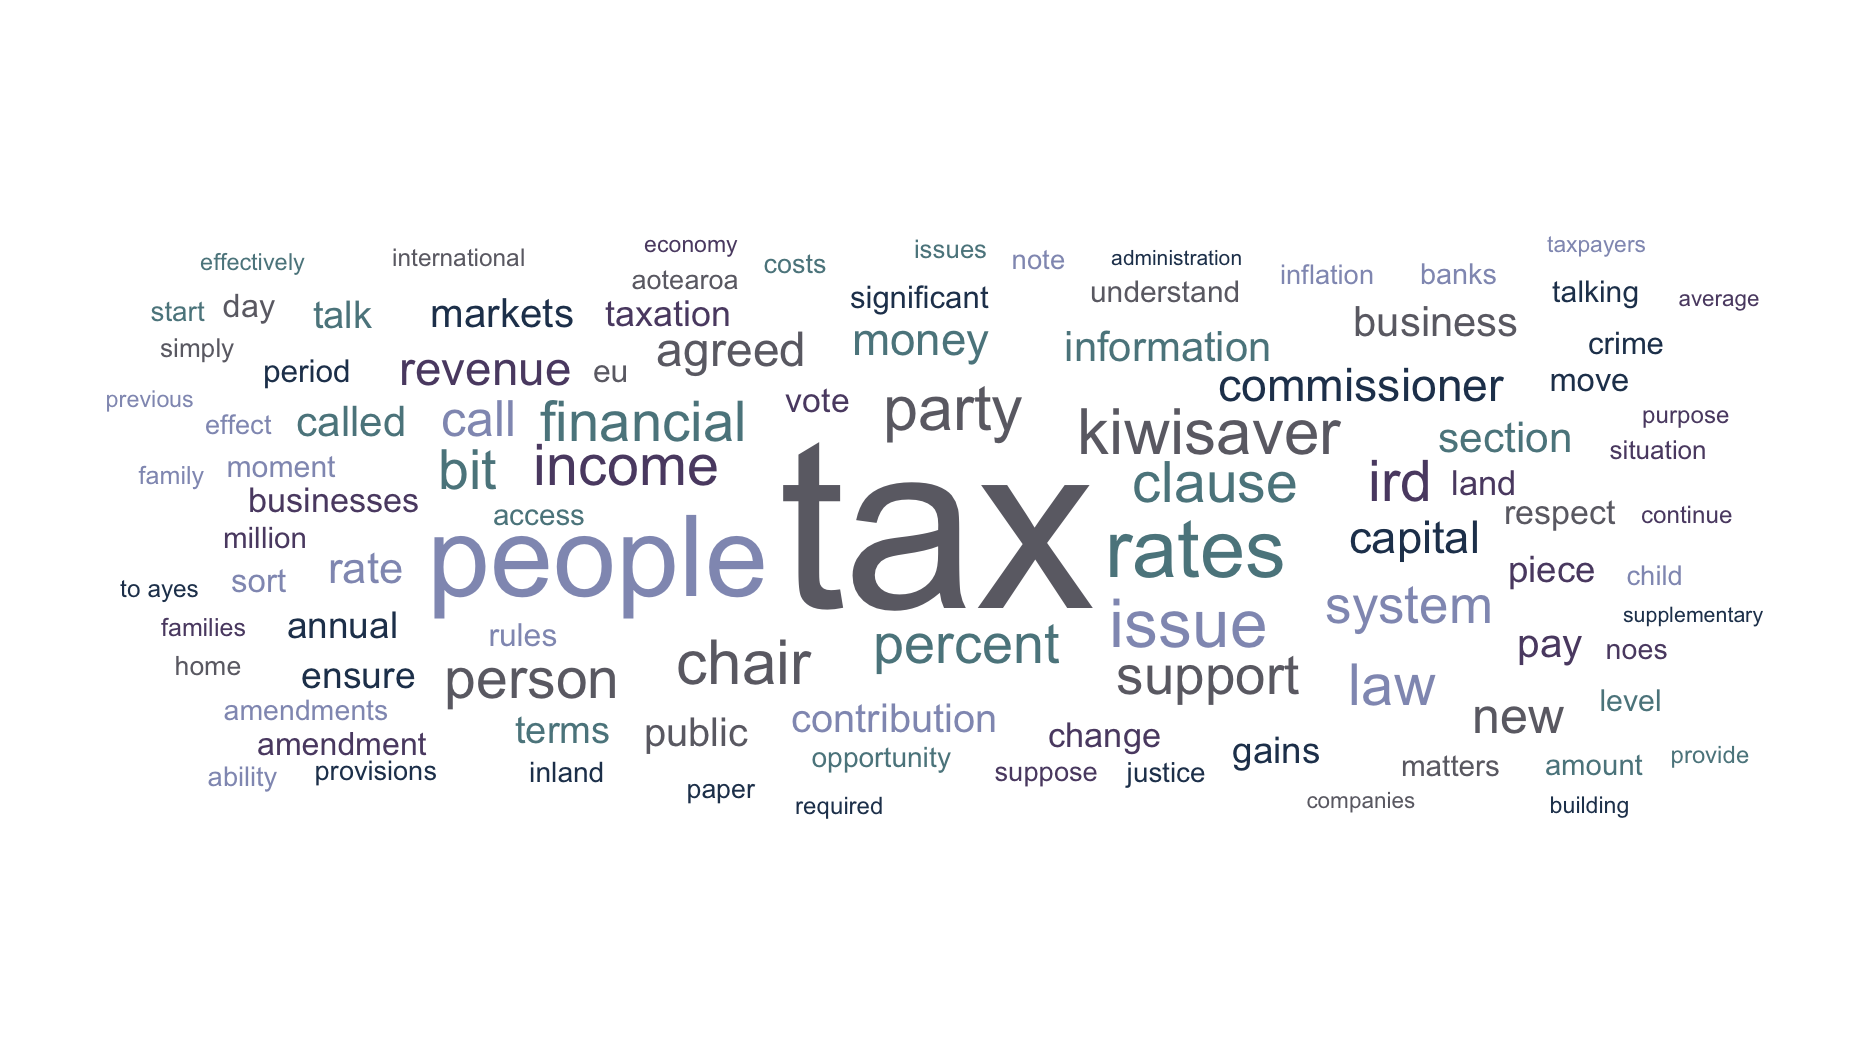 economy
taxpayers
issues
effectively
international
costs
note
administration
aotearoa
inflation
banks
understand
talking
significant
average
start
day
talk
markets
taxation
business
simply
agreed
money
information
crime
period
revenue
eu
commissioner
move
previous
vote
party
purpose
effect
called
call
financial
kiwisaver
section
situation
family
moment
bit
income
clause
ird
land
businesses
access
tax
respect
continue
million
people
rates
capital
to ayes
sort
rate
piece
child
families
annual
rules
issue
system
supplementary
percent
pay
noes
home
ensure
person
chair
support
law
level
amendments
terms
public
contribution
new
amendment
change
gains
ability
provisions
inland
opportunity
suppose
justice
matters
amount
provide
paper
required
companies
building